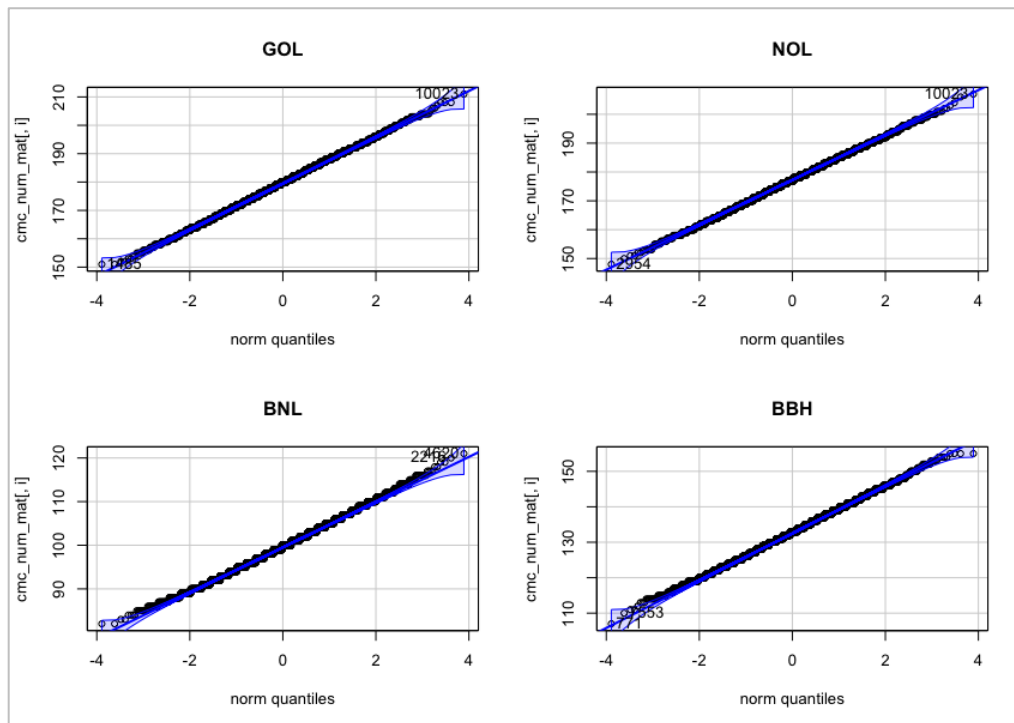 GOL
cmc_num_mat[, i]
210
190
170
150
10023
-4 -2 0 2 4
norm quantiles
NOL
cmc_num_mat[, i]
190
170
150
10023
2954
-4 -2 0 2 4
norm quantiles
BNL
cmc_num_mat[, i]
120
110
100
90
4620
-4 -2 0 2 4
norm quantiles
BBH
cmc_num_mat[, i]
150
130
110
771
-4 -2 0 2 4
norm quantiles